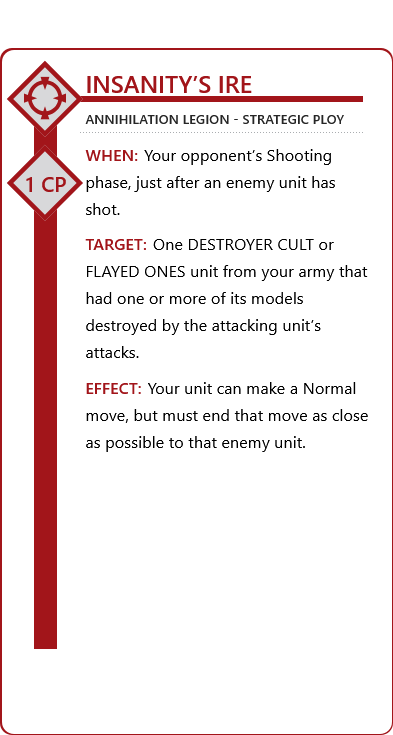 INSANITY’S IRE
ANNIHILATION LEGION - STRATEGIC PLOY
1 CP
WHEN: Your opponent’s Shooting
phase, just after an enemy unit has
shot.
TARGET: One DESTROYER CULT or
FLAYED ONES unit from your army that
had one or more of its models
destroyed by the attacking unit’s
attacks.
EFFECT: Your unit can make a Normal
move, but must end that move as close
as possible to that enemy unit.